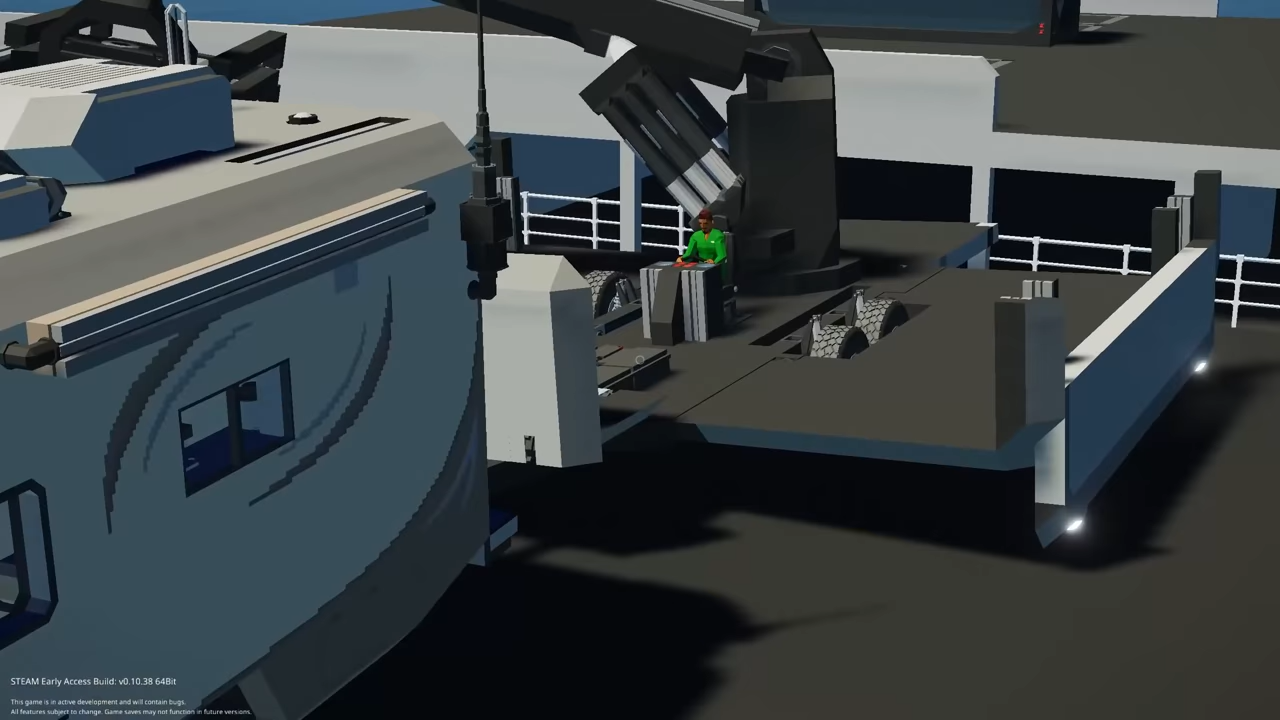 STEAM Early Access Build: v0.10.38 64Bit
This game is in active development and will contain bugs.
All features subject to change. Game saves may not function in future versions.